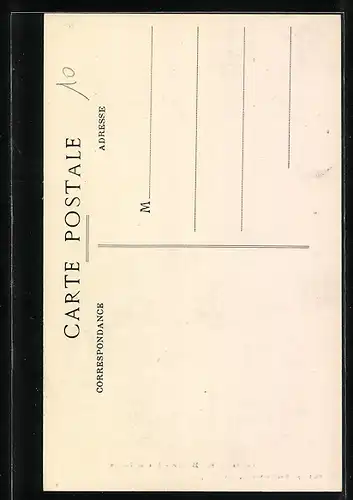 10
CARTE POSTALE
CORRESPONDANCE
ADRESSE
M